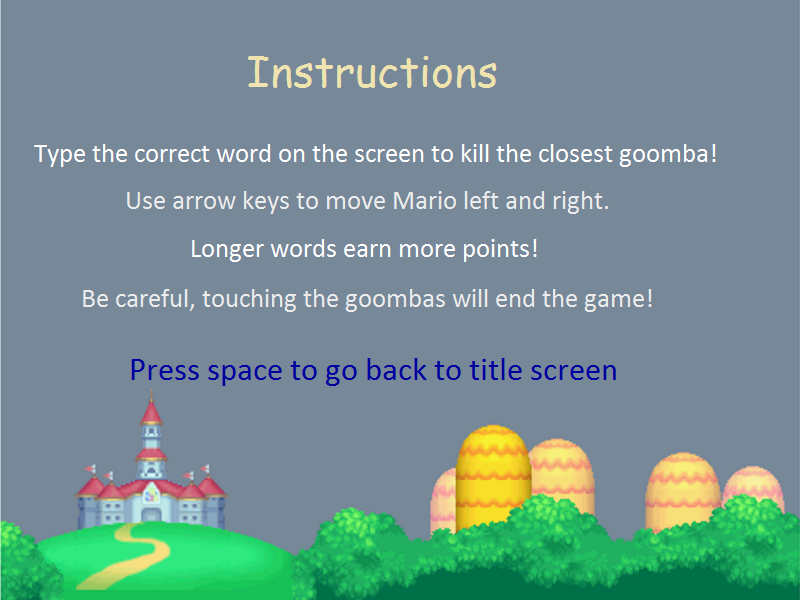 Instructions
Type the correct word on the screen to kill the closest goomba!
Use arrow keys to move Mario left and right.
Longer words earn more points!
Be careful, touching the goombas will end the game!
Press space to go back to title screen